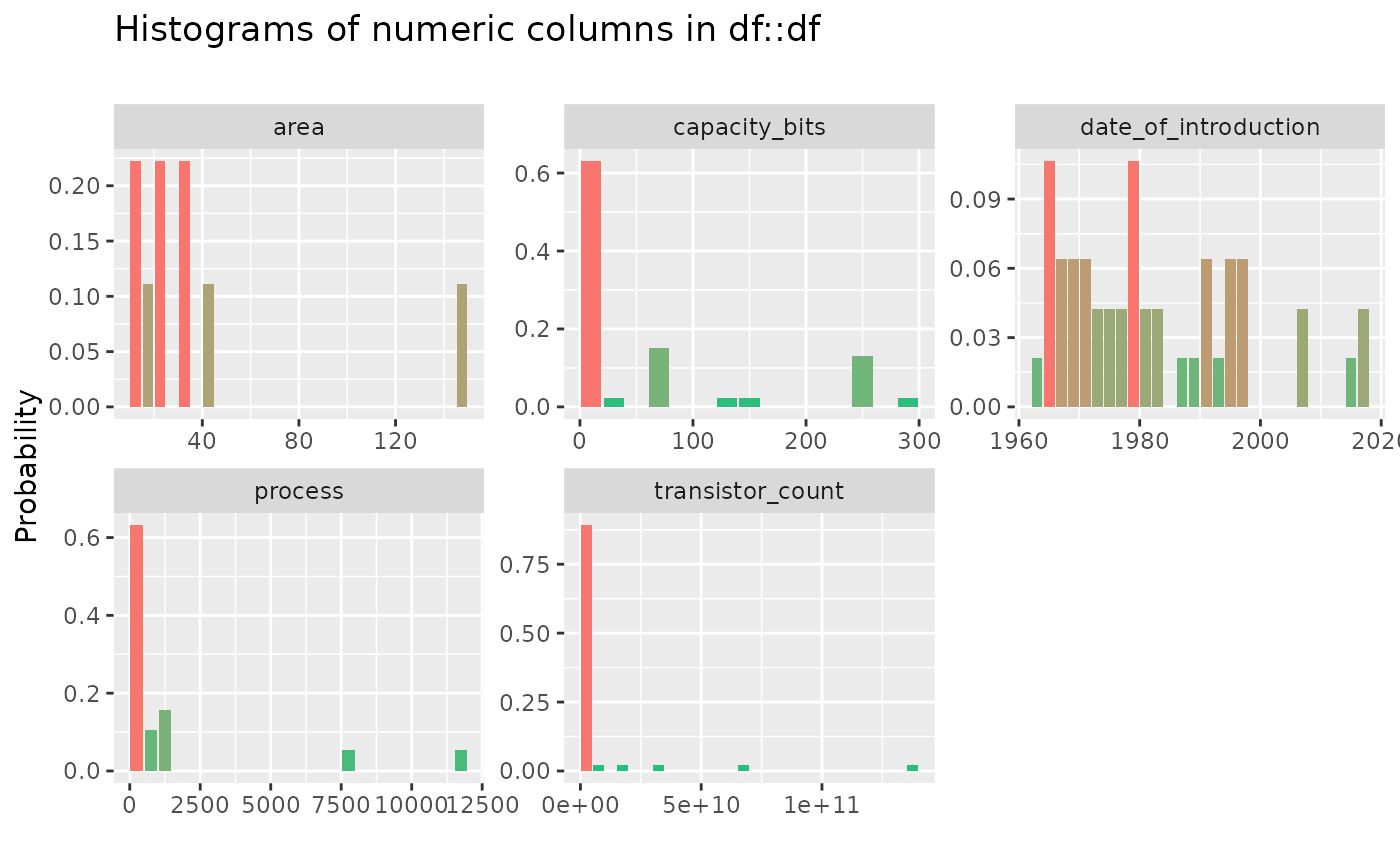 Histograms of numeric columns in df::df
area
capacity_bits
date_of_introduction
0.20
0.15
0.10
0.05
0.00
40 80 120
0.6
0.4
0.2
0.0
0 100 200 300
0.09
0.06
0.03
0.00
1960 1980 2000 2020
Probability
process
transistor_count
0.6
0.4
0.2
0.0
0 2500 5000 7500 10000 12500
0.75
0.50
0.25
0.00
0e+00 5e+10 1e+11